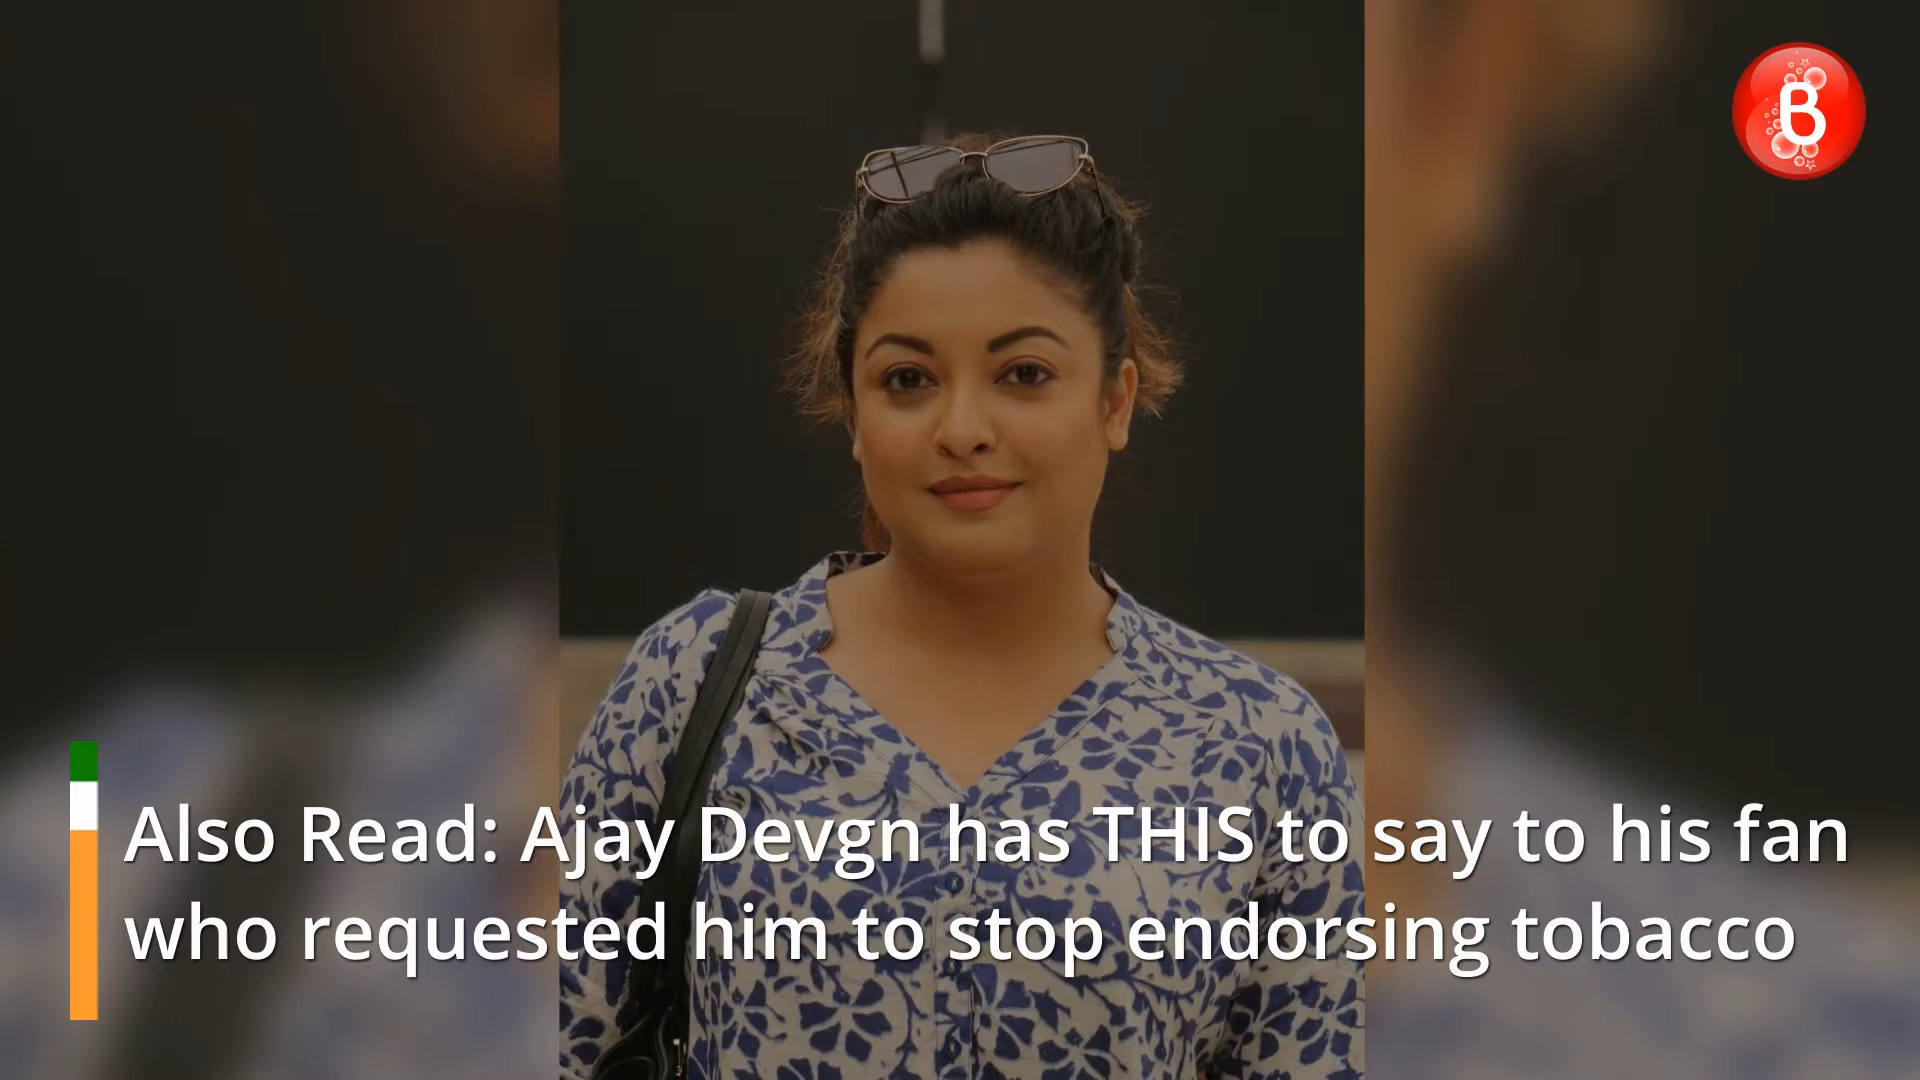 B
Also Read: Ajay Devgn has THIS to say to his fan
who requested him to stop endorsing tobacco